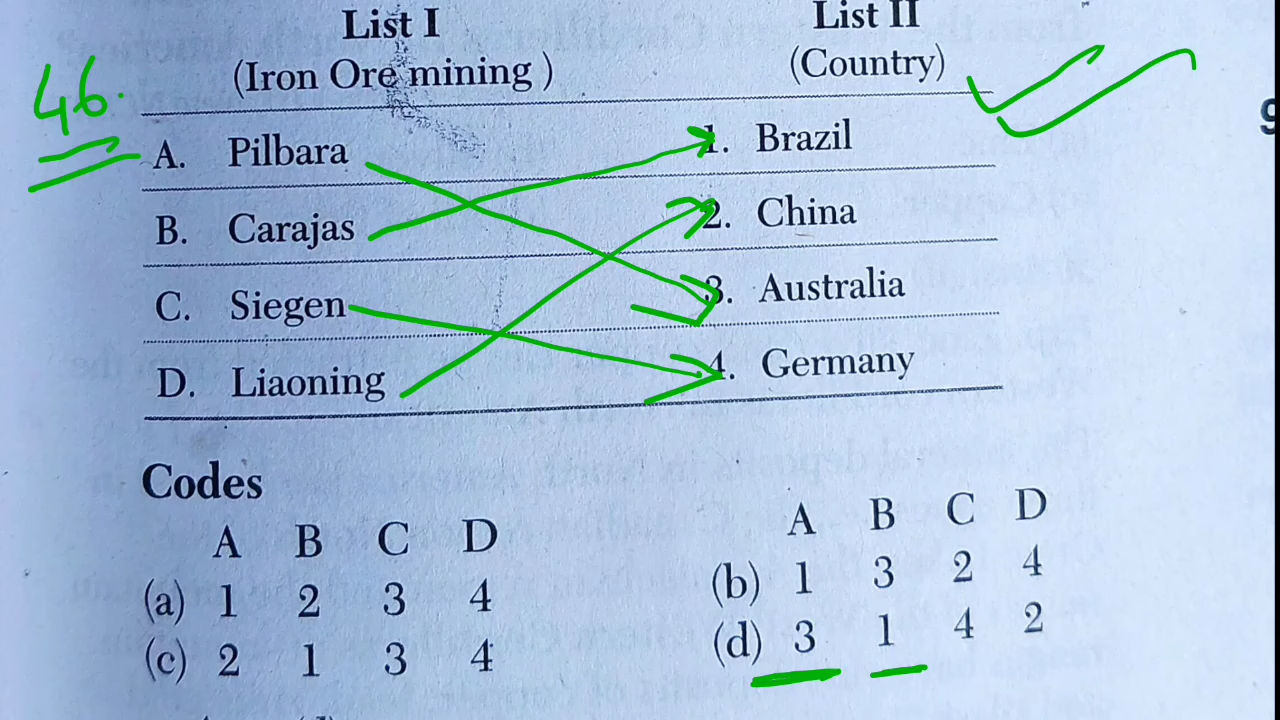 List I List II
(Iron Ore mining ) (Country)
46.
A. Pilbara 1. Brazil
B. Carajas 2. China
C. Siegen 3. Australia
D. Liaoning 4. Germany
Codes
A B C D A B C D
(a) 1 2 3 4 (b) 1 3 2 4
(c) 2 1 3 4 (d) 3 1 4 2